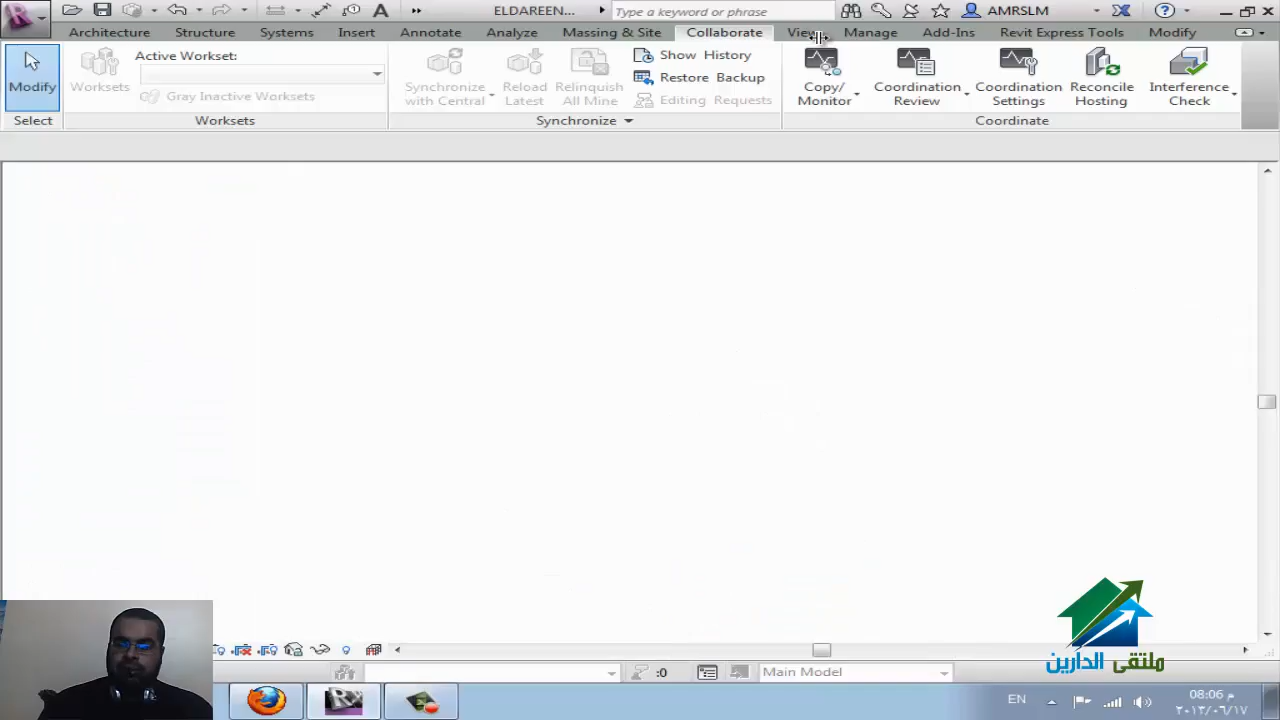 ELDAREEN...
Type a keyword or phrase
AMRSLM
Architecture Structure Systems Insert Annotate Analyze Massing & Site Collaborate View Manage Add-Ins Revit Express Tools Modify
Modify
Worksets
Active Workset:
Gray Inactive Worksets
Synchronize with Central
Reload Latest
Relinquish All Mine
Show History
Restore Backup
Editing Requests
Copy/ Monitor
Coordination Review
Coordination Settings
Reconcile Hosting
Interference Check
Select Worksets Synchronize Coordinate
ملتقى الدارين
:0
Main Model
EN
08:06 م
٢٠١٣/٠٦/١٧